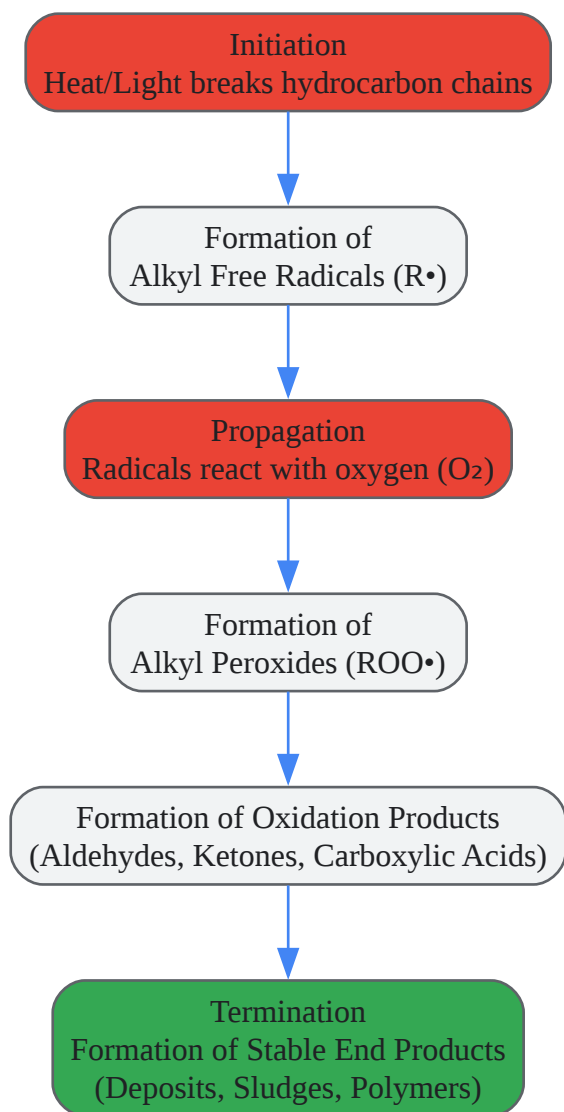 Initiation
Heat/Light breaks hydrocarbon chains
Formation of
Alkyl Free Radicals (R•)
Propagation
Radicals react with oxygen (O₂)
Formation of
Alkyl Peroxides (ROO•)
Formation of Oxidation Products
(Aldehydes, Ketones, Carboxylic Acids)
Termination
Formation of Stable End Products
(Deposits, Sludges, Polymers)